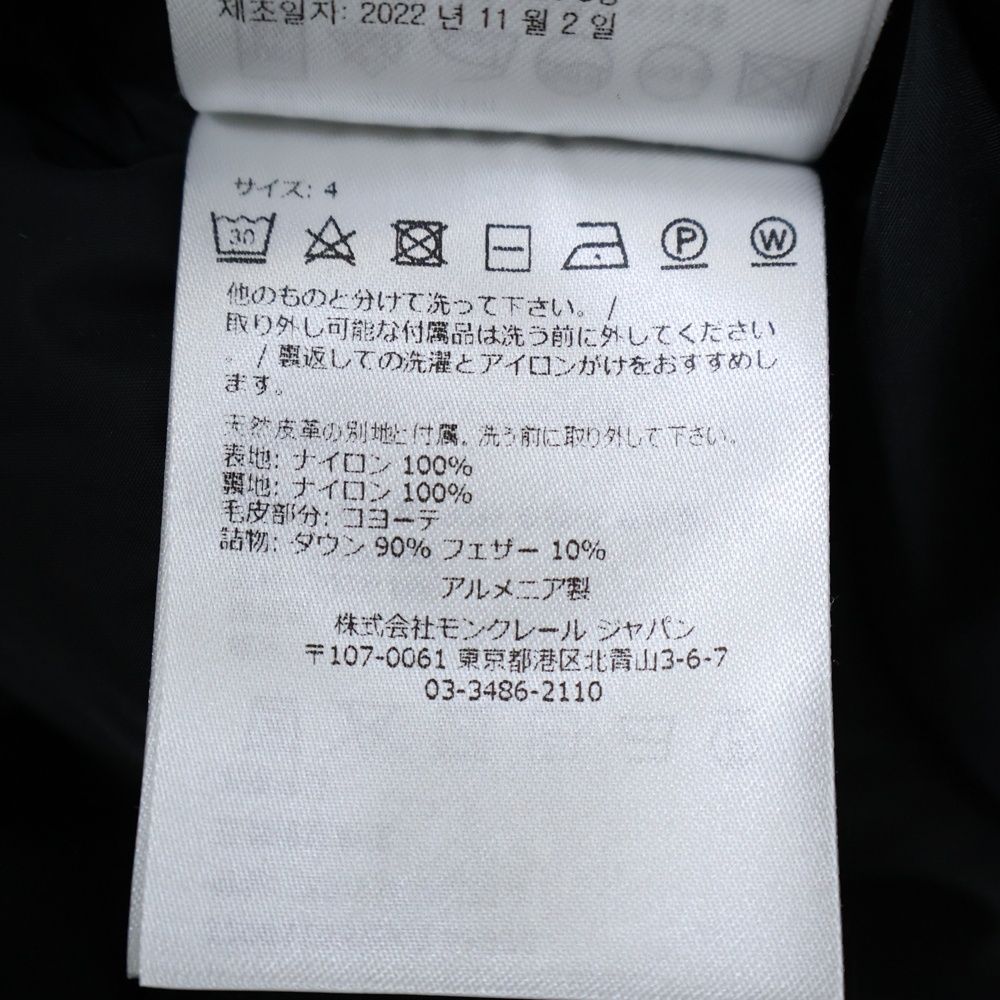 제조일자: 2022 년 11 월 2 일
サイズ: 4
30
P
W
他のものと分けて洗って下さい。 /
取り外し可能な付属品は洗う前に外してください
。 / 裏返しての洗濯とアイロンがけをおすすめし
ます。
天然皮革の別地と付属, 洗う前に取り外して下さい。
表地: ナイロン 100%
裏地: ナイロン 100%
毛皮部分: コヨーテ
詰物: ダウン 90% フェザー 10%
アルメニア製
株式会社モンクレール ジャパン
〒107-0061 東京都港区北青山3-6-7
03-3486-2110